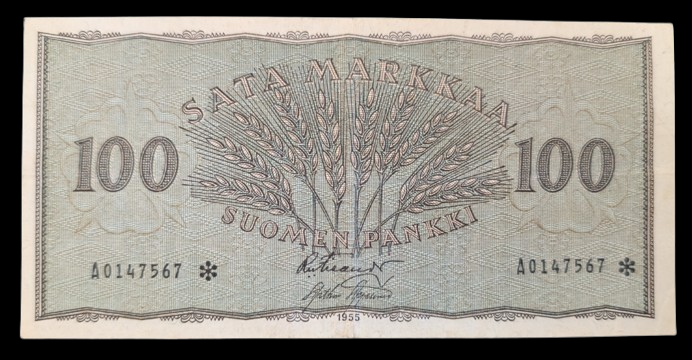 SATA MARKKAA
100 100
SUOMEN PANKKI
A0147567 * A0147567 *
1955